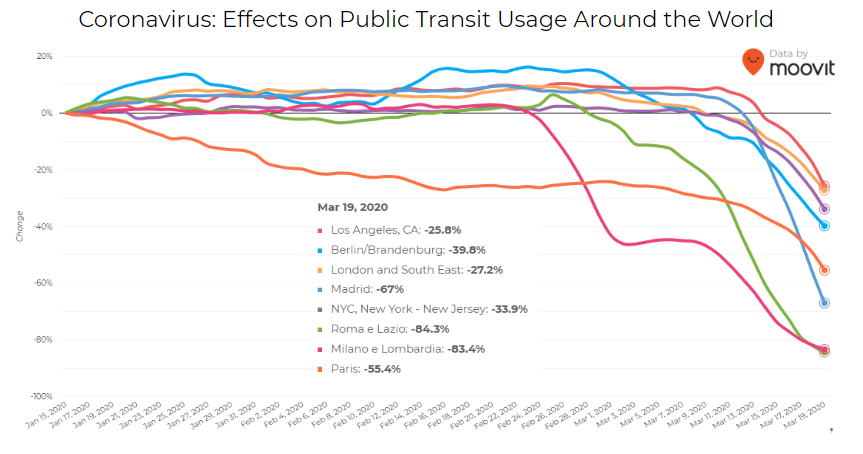 Coronavirus: Effects on Public Transit Usage Around the World
Data by
moovit
20%
0%
-20%
-40%
-60%
-80%
-100%
Change
Mar 19, 2020
Los Angeles, CA: -25.8%
Berlin/Brandenburg: -39.8%
London and South East: -27.2%
Madrid: -67%
NYC, New York - New Jersey: -33.9%
Roma e Lazio: -84.3%
Milano e Lombardia: -83.4%
Paris: -55.4%
Jan 15, 2020
Jan 17, 2020
Jan 19, 2020
Jan 21, 2020
Jan 23, 2020
Jan 25, 2020
Jan 27, 2020
Jan 29, 2020
Jan 31, 2020
Feb 2, 2020
Feb 4, 2020
Feb 6, 2020
Feb 8, 2020
Feb 10, 2020
Feb 12, 2020
Feb 14, 2020
Feb 16, 2020
Feb 18, 2020
Feb 20, 2020
Feb 22, 2020
Feb 24, 2020
Feb 26, 2020
Feb 28, 2020
Mar 1, 2020
Mar 3, 2020
Mar 5, 2020
Mar 7, 2020
Mar 9, 2020
Mar 11, 2020
Mar 13, 2020
Mar 15, 2020
Mar 17, 2020
Mar 19, 2020